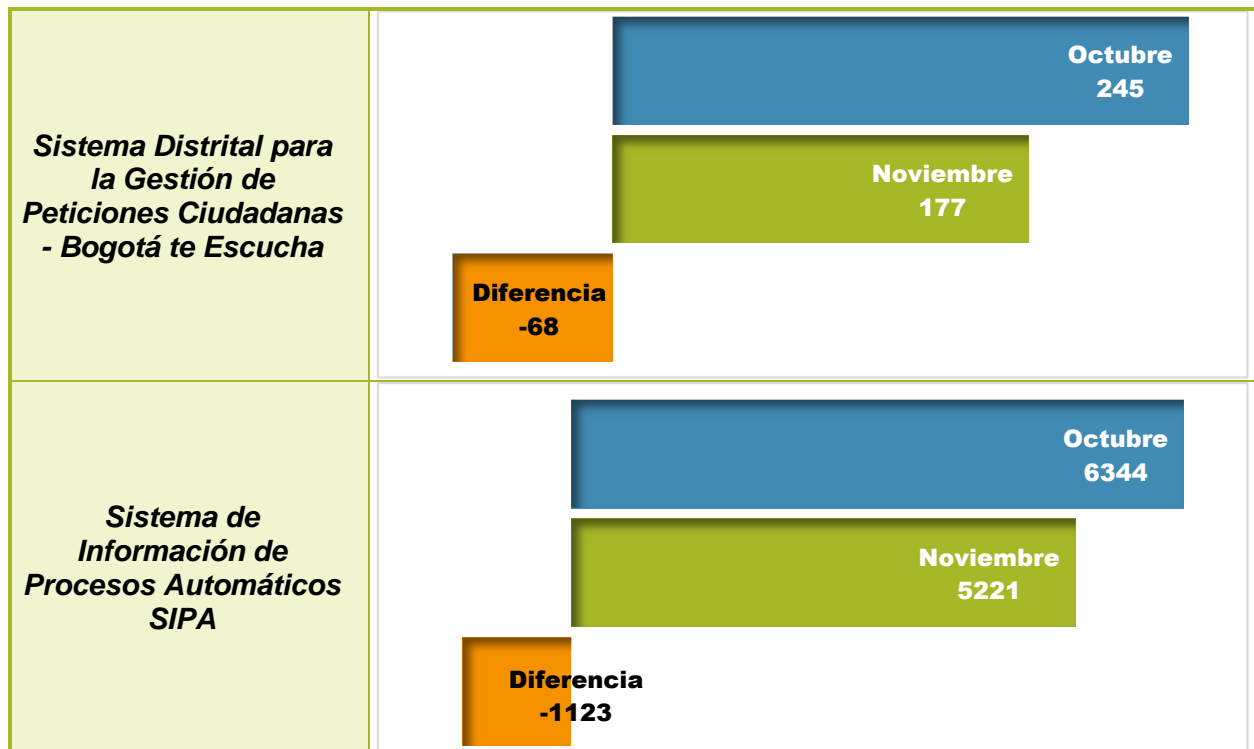 Sistema Distrital para
la Gestión de
Peticiones Ciudadanas
- Bogotá te Escucha
Octubre
245
Noviembre
177
Diferencia
-68
Sistema de
Información de
Procesos Automáticos
SIPA
Octubre
6344
Noviembre
5221
Diferencia
-1123